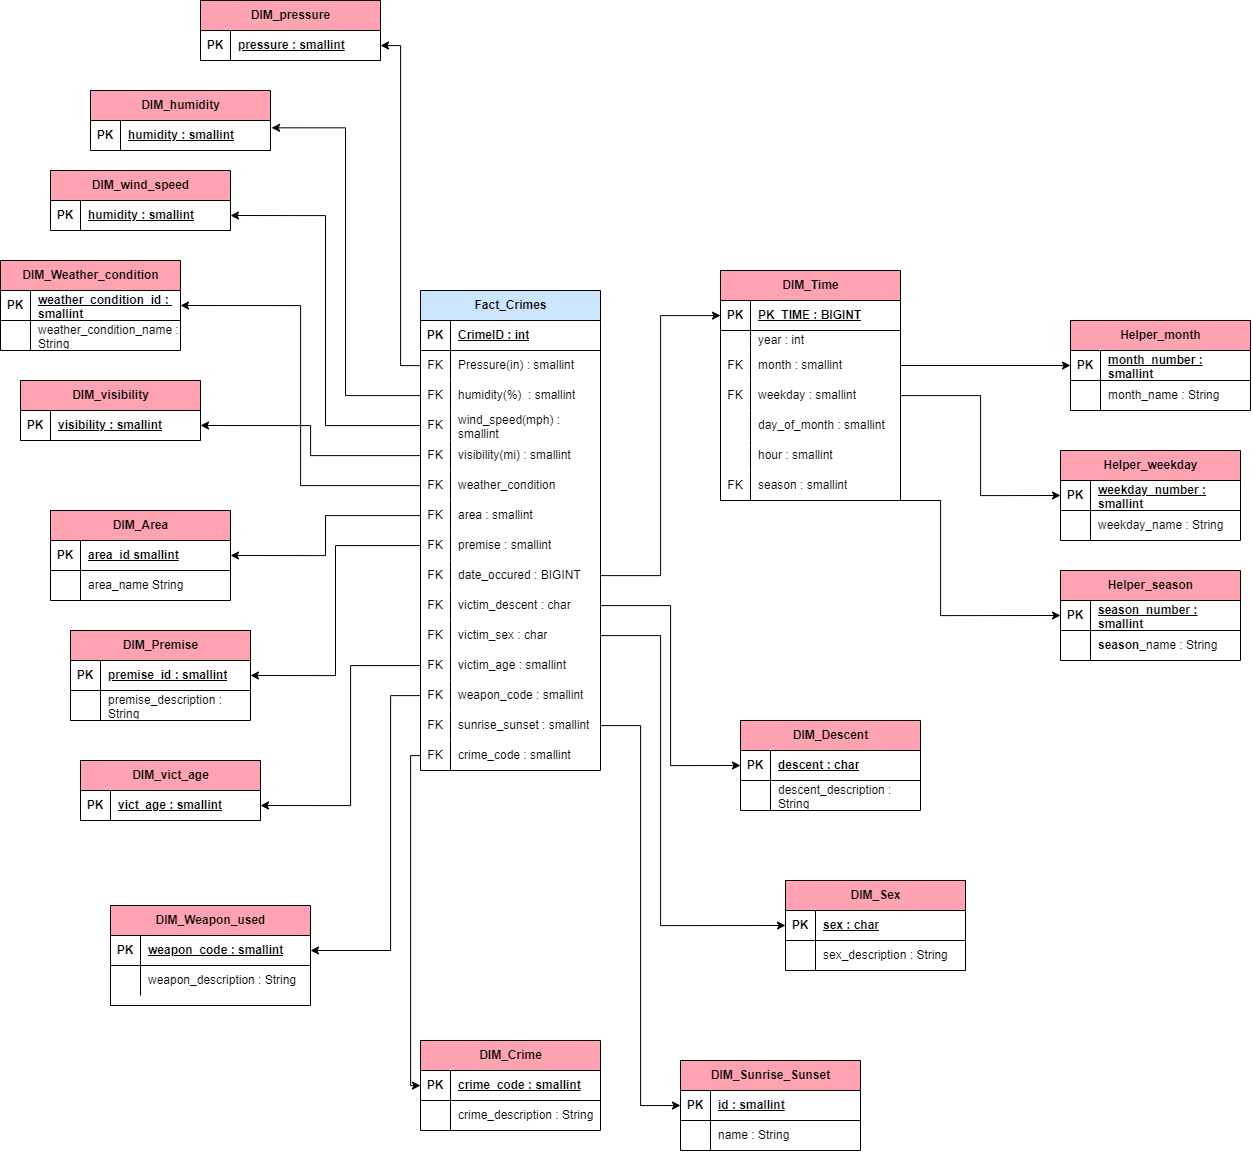 DIM_pressure
PK pressure : smallint
DIM_humidity
PK humidity : smallint
DIM_wind_speed
PK humidity : smallint
DIM_Weather_condition
PK weather_condition_id :
smallint
weather_condition_name :
String
DIM_visibility
PK visibility : smallint
DIM_Area
PK area_id smallint
area_name String
DIM_Premise
PK premise_id : smallint
premise_description :
String
DIM_vict_age
PK vict_age : smallint
DIM_Weapon_used
PK weapon_code : smallint
weapon_description : String
Fact_Crimes
PK CrimeID : int
FK Pressure(in) : smallint
FK humidity(%) : smallint
FK wind_speed(mph) :
smallint
FK visibility(mi) : smallint
FK weather_condition
FK area : smallint
FK premise : smallint
FK date_occured : BIGINT
FK victim_descent : char
FK victim_sex : char
FK victim_age : smallint
FK weapon_code : smallint
FK sunrise_sunset : smallint
FK crime_code : smallint
DIM_Crime
PK crime_code : smallint
crime_description : String
DIM_Time
PK PK_TIME : BIGINT
year : int
FK month : smallint
FK weekday : smallint
day_of_month : smallint
hour : smallint
FK season : smallint
Helper_month
PK month_number :
smallint
month_name : String
Helper_weekday
PK weekday_number :
smallint
weekday_name : String
Helper_season
PK season_number :
smallint
season_name : String
DIM_Descent
PK descent : char
descent_description :
String
DIM_Sex
PK sex : char
sex_description : String
DIM_Sunrise_Sunset
PK id : smallint
name : String